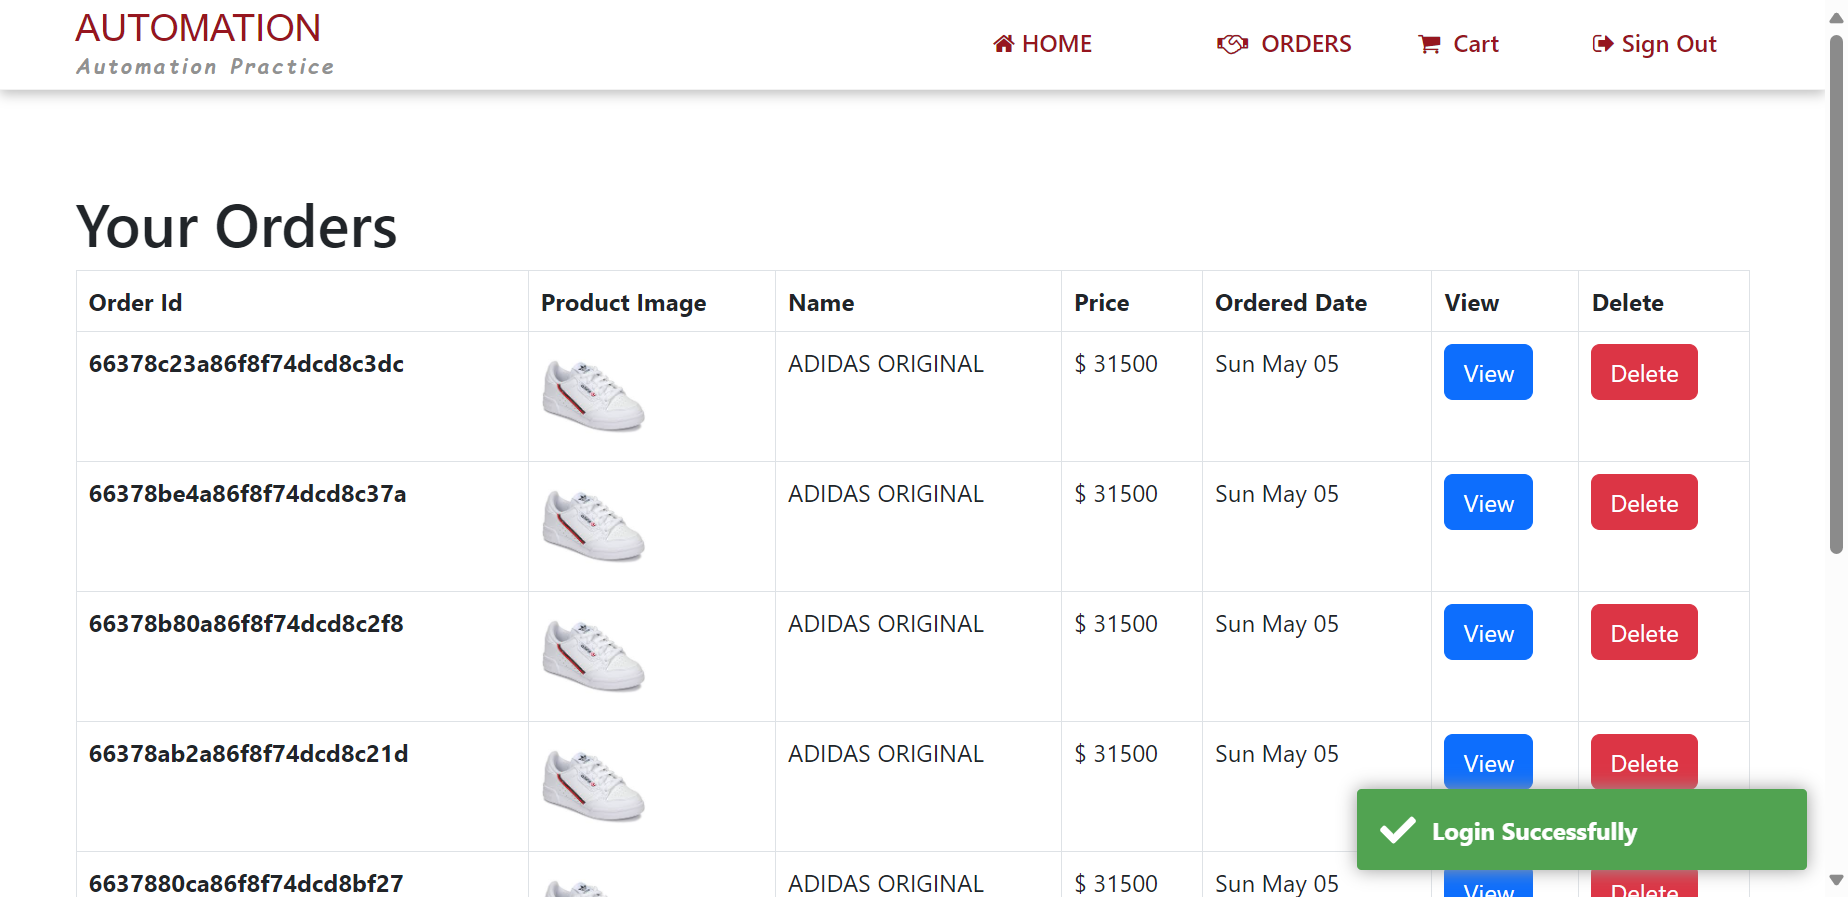 AUTOMATION
Automation Practice
HOME
ORDERS
Cart
Sign Out
Your Orders
Order Id Product Image Name Price Ordered Date View Delete
66378c23a86f8f74dcd8c3dc ADIDAS ORIGINAL $ 31500 Sun May 05 View Delete
66378be4a86f8f74dcd8c37a ADIDAS ORIGINAL $ 31500 Sun May 05 View Delete
66378b80a86f8f74dcd8c2f8 ADIDAS ORIGINAL $ 31500 Sun May 05 View Delete
66378ab2a86f8f74dcd8c21d ADIDAS ORIGINAL $ 31500 Sun May 05 View Delete
Login Successfully
6637880ca86f8f74dcd8bf27 ADIDAS ORIGINAL $ 31500 Sun May 05 View Delete